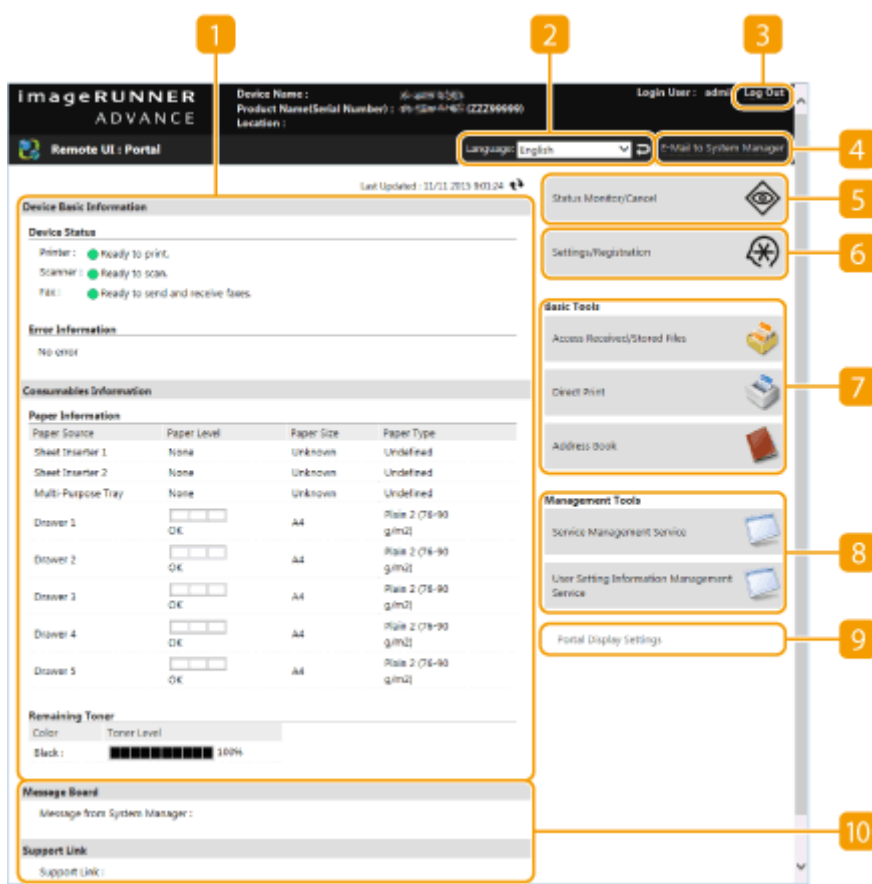 1
2
3
imageRUNNER
ADVANCE
Device Name :
Product Name(Serial Number) : (ZZZ99999)
Location :
Login User : admi Log Out
Remote UI : Portal
Language: English
E-Mail to System Manager
4
Last Updated : 11/11 2015 9:01:24
Device Basic Information
Device Status
Printer : Ready to print.
Scanner : Ready to scan.
Fax : Ready to send and receive faxes.
Error Information
No error
Consumables Information
Paper Information
Paper Source Paper Level Paper Size Paper Type
Sheet Inserter 1 None Unknown Undefined
Sheet Inserter 2 None Unknown Undefined
Multi-Purpose Tray None Unknown Undefined
Drawer 1 OK A4 Plain 2 (76-90
g/m2)
Drawer 2 OK A4 Plain 2 (76-90
g/m2)
Drawer 3 OK A4 Plain 2 (76-90
g/m2)
Drawer 4 OK A4 Plain 2 (76-90
g/m2)
Drawer 5 OK A4 Plain 2 (76-90
g/m2)
Remaining Toner
Color Toner Level
Black : 100%
Message Board
Message from System Manager :
Support Link
Support Link :
Status Monitor/Cancel
5
Settings/Registration
6
Basic Tools
Access Received/Stored Files
Direct Print
7
Address Book
Management Tools
Service Management Service
8
User Setting Information Management
Service
Portal Display Settings
9
10